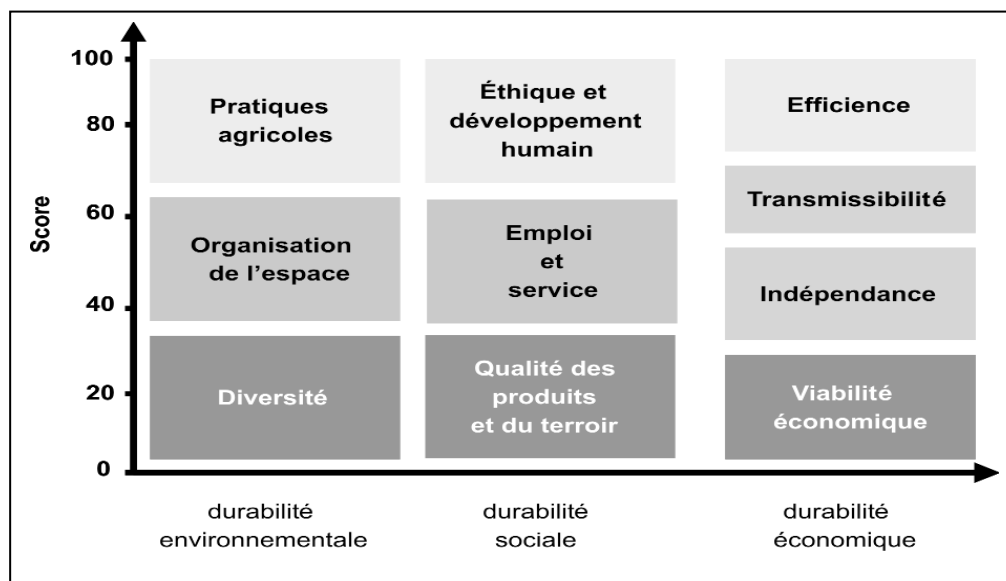 Score
100
80
60
40
20
0
Pratiques
agricoles
Organisation
de l'espace
Diversité
Éthique et
développement
humain
Emploi
et
service
Qualité des
produits
et du terroir
Efficience
Transmissibilité
Indépendance
Viabilité
économique
durabilité
environnementale
durabilité
sociale
durabilité
économique